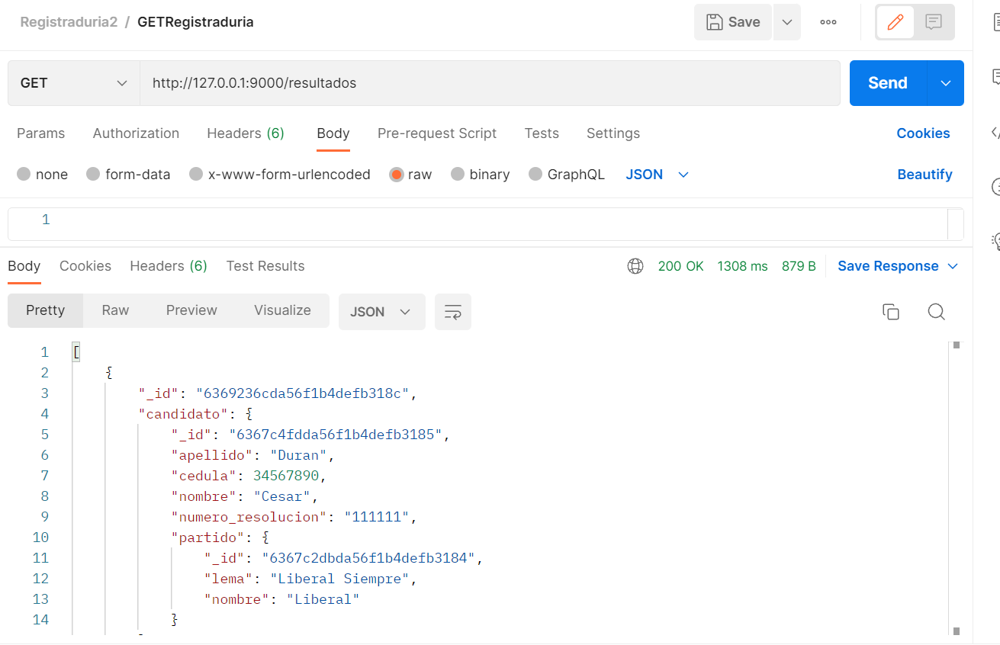 Registraduria2 / GETRegistraduria
Save
GET
http://127.0.0.1:9000/resultados
Send
Params Authorization Headers (6) Body Pre-request Script Tests Settings Cookies
none form-data x-www-form-urlencoded raw binary GraphQL JSON Beautify
1
Body Cookies Headers (6) Test Results 200 OK 1308 ms 879 B Save Response
Pretty Raw Preview Visualize JSON
1 [
2 {
3 "_id": "6369236cda56f1b4defb318c",
4 "candidato": {
5 "_id": "6367c4fdda56f1b4defb3185",
6 "apellido": "Duran",
7 "cedula": 34567890,
8 "nombre": "Cesar",
9 "numero_resolucion": "111111",
10 "partido": {
11 "_id": "6367c2dbda56f1b4defb3184",
12 "lema": "Liberal Siempre",
13 "nombre": "Liberal"
14 }